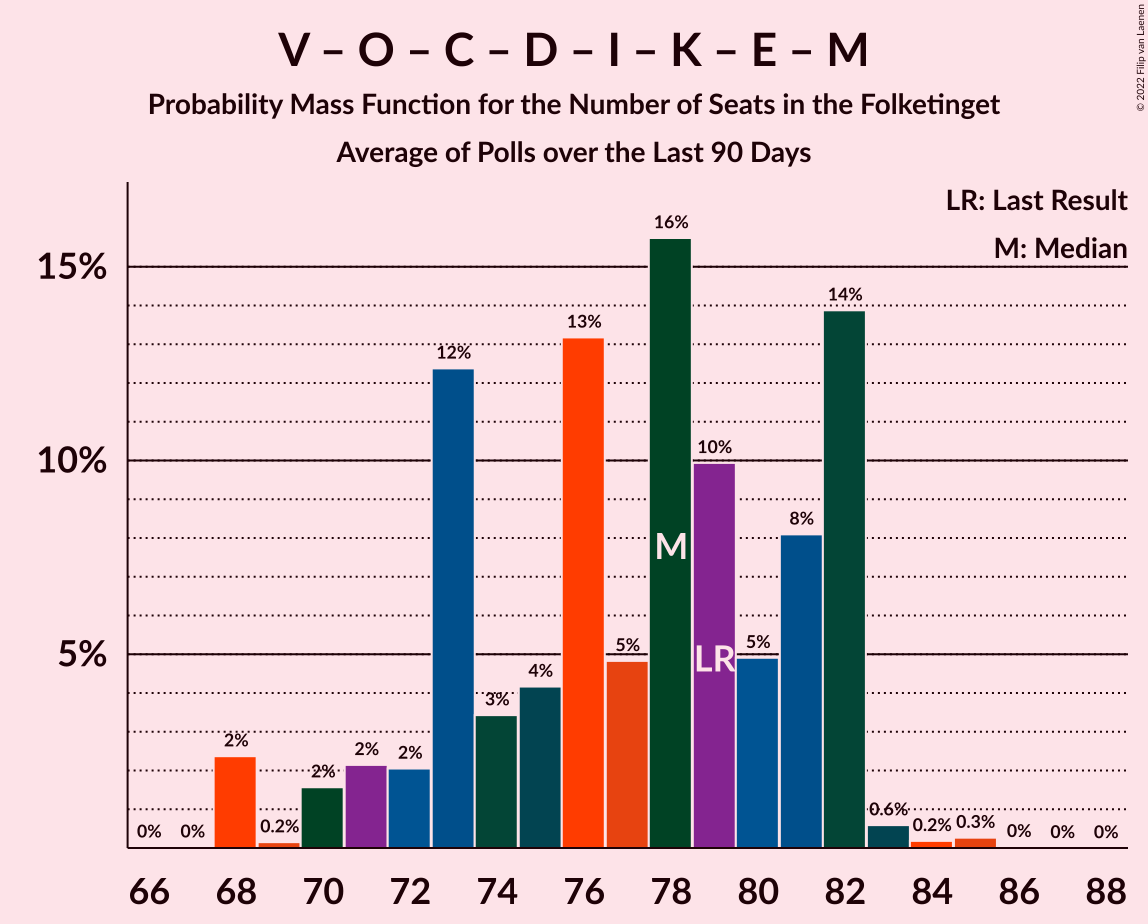 V – O – C – D – I – K – E – M
Probability Mass Function for the Number of Seats in the Folketinget
Average of Polls over the Last 90 Days
© 2022 Filip van Laenen
LR: Last Result
M: Median
15%
10%
5%
0%
0%
2%
0.2%
2%
2%
2%
12%
3%
4%
13%
5%
16%
10%
5%
8%
14%
0.6%
0.2%
0.3%
0%
0%
0%
M
LR
66 68 70 72 74 76 78 80 82 84 86 88